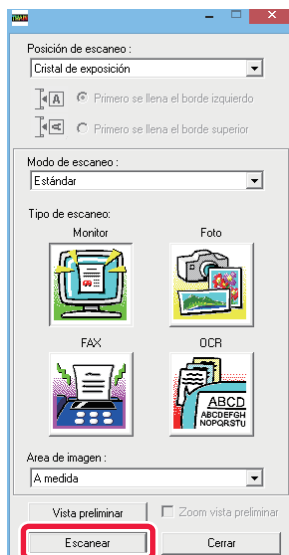 Posición de escaneo :
Cristal de exposición
A Primero se llena el borde izquierdo
A Primero se llena el borde superior
Modo de escaneo :
Estándar
Tipo de escaneo:
Monitor Foto
FAX OCR
ABCD
ABCDEFGH
NOPQRSTU
Area de imagen :
A medida
Vista preliminar Zoom vista preliminar
Escanear Cerrar